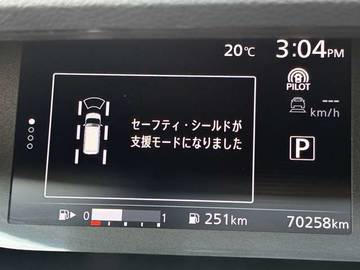 20℃ 3:04PM
PILOT
---
km/h
セーフティ・シールドが
支援モードになりました
P
0 1 251km 70258km